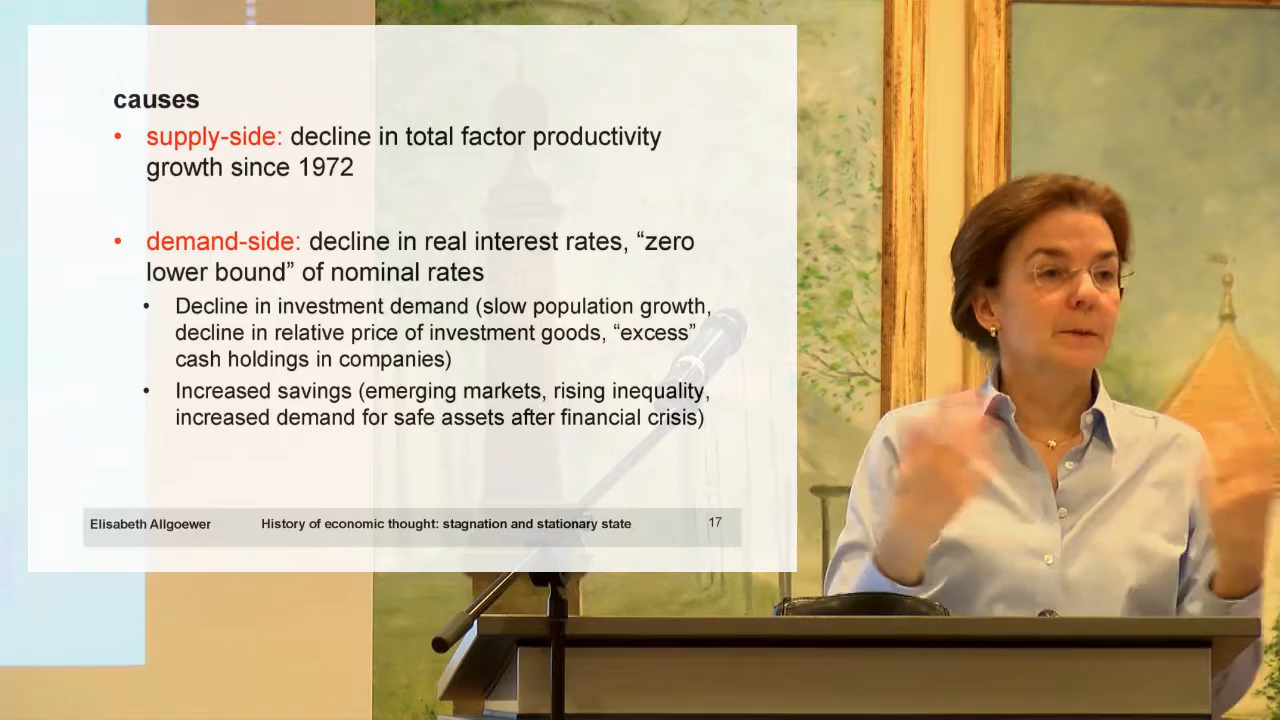 causes
• supply-side: decline in total factor productivity
growth since 1972
• demand-side: decline in real interest rates, “zero
lower bound” of nominal rates
• Decline in investment demand (slow population growth,
decline in relative price of investment goods, “excess”
cash holdings in companies)
• Increased savings (emerging markets, rising inequality,
increased demand for safe assets after financial crisis)
Elisabeth Allgoewer History of economic thought: stagnation and stationary state 17